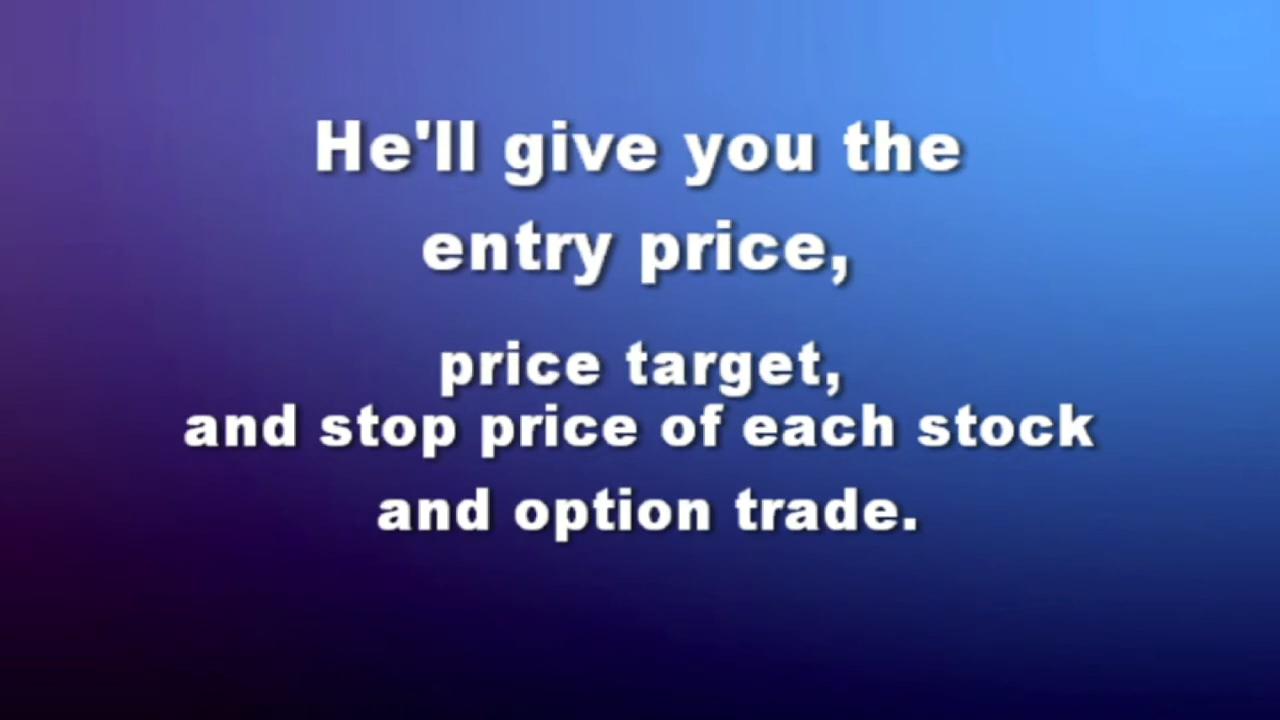 He'll give you the
entry price,
price target,
and stop price of each stock
and option trade.